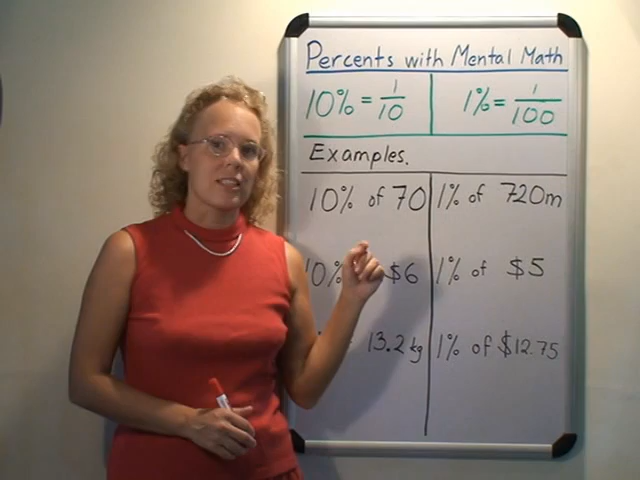 Percents with Mental Math
10% = 1/10
1% = 1/100
Examples.
10% of 70
1% of 720m
10% $6
1% of $5
13.2 kg
1% of $12.75